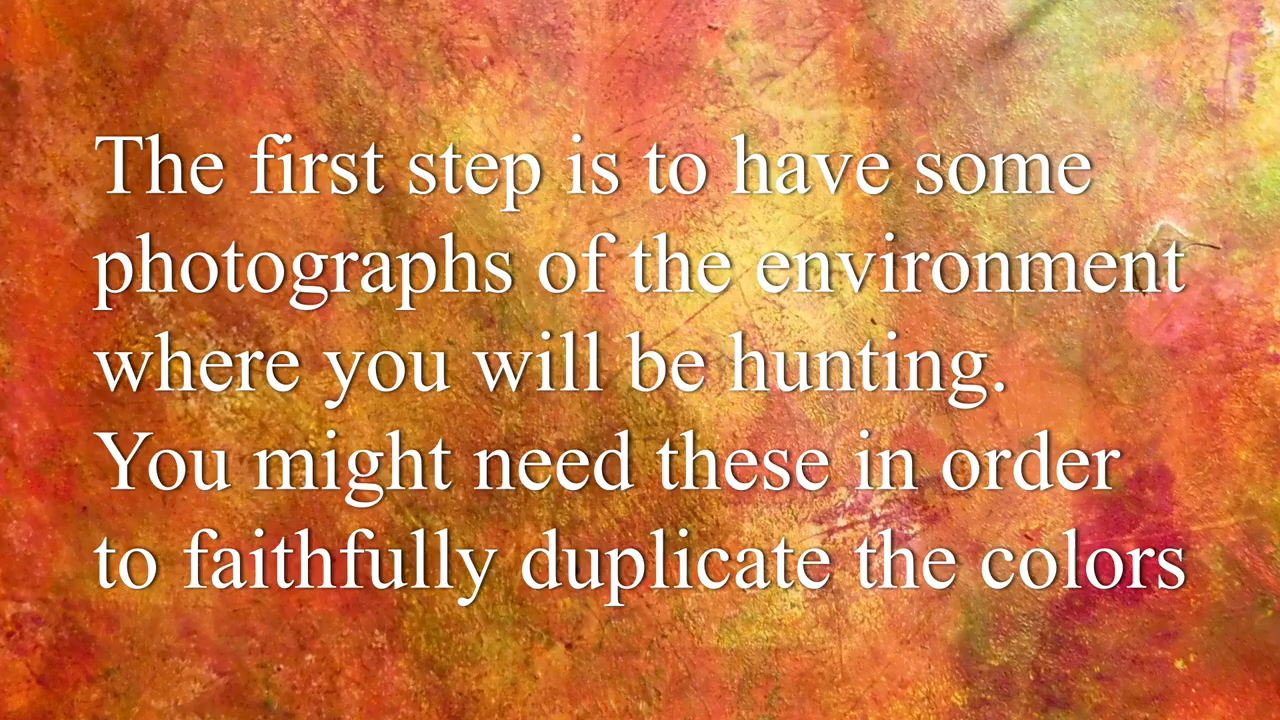 The first step is to have some
photographs of the environment
where you will be hunting.
You might need these in order
to faithfully duplicate the colors